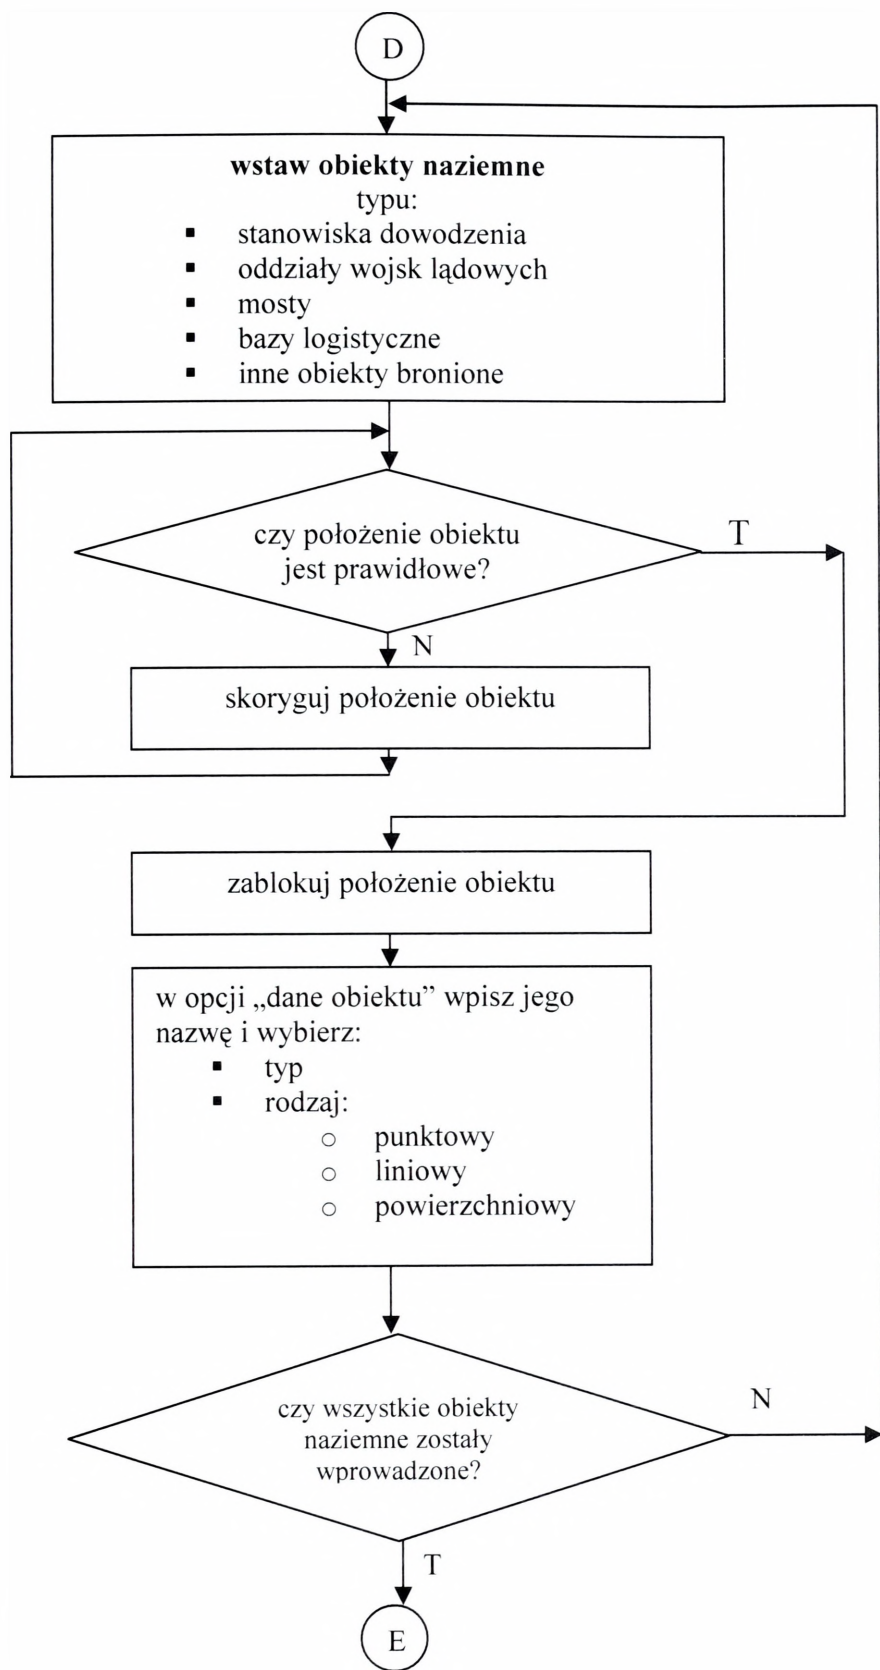 D
wstaw obiekty naziemne
typu:
▪ stanowiska dowodzenia
▪ oddziały wojsk lądowych
▪ mosty
▪ bazy logistyczne
▪ inne obiekty bronione
czy położenie obiektu
jest prawidłowe?
T
N
skoryguj położenie obiektu
zablokuj położenie obiektu
w opcji „dane obiektu” wpisz jego
nazwę i wybierz:
▪ typ
▪ rodzaj:
○ punktowy
○ liniowy
○ powierzchniowy
czy wszystkie obiekty
naziemne zostały
wprowadzone?
N
T
E